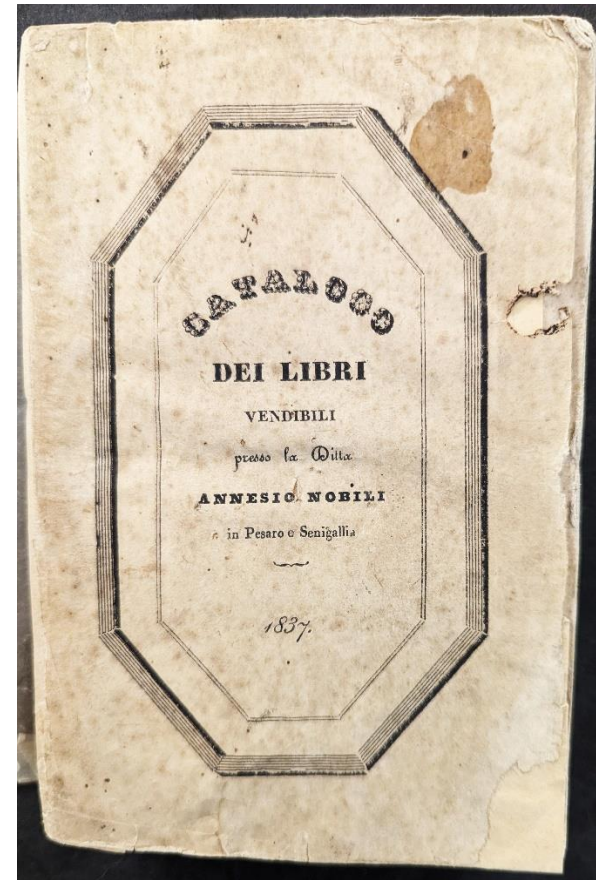 CATALOGO
DEI LIBRI
VENDIBILI
presso la Ditta
ANNESIO NOBILI
in Pesaro e Senigallia
1837.